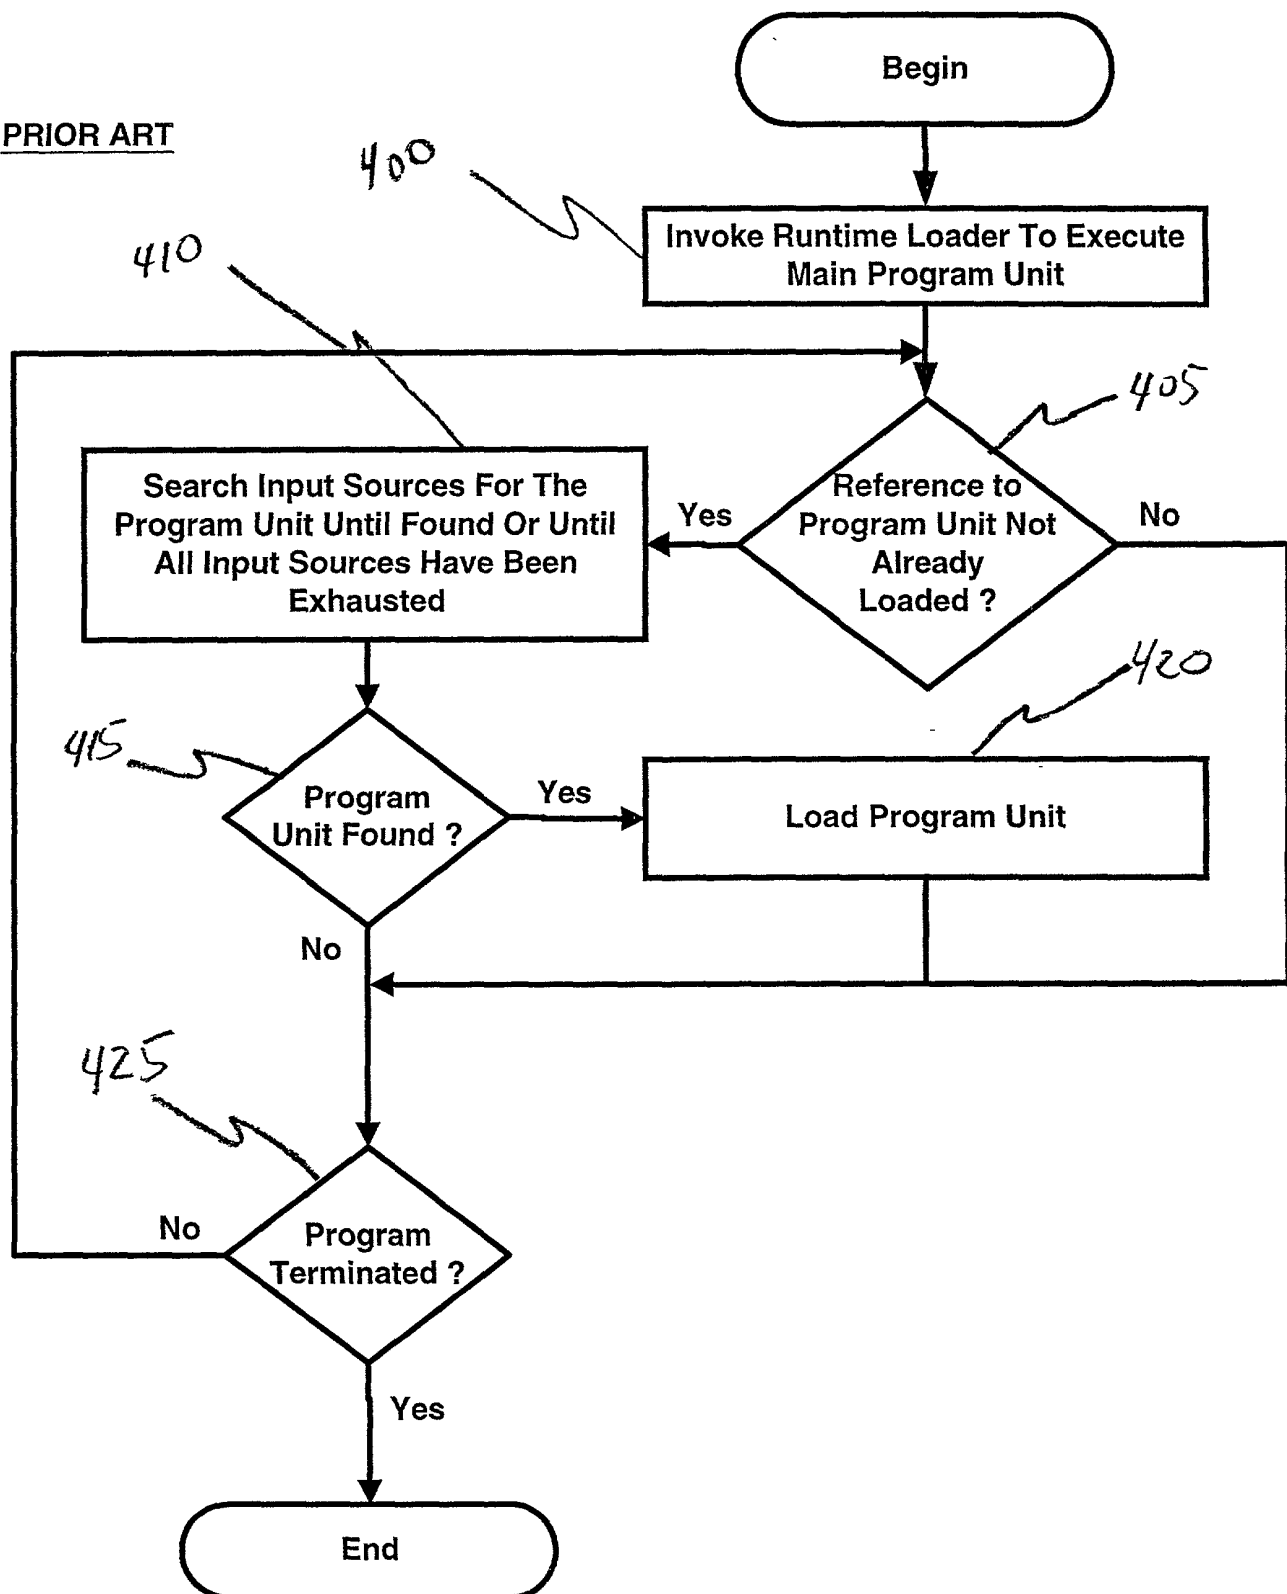 Begin
PRIOR ART
400
Invoke Runtime Loader To Execute
Main Program Unit
410
405
Search Input Sources For The
Program Unit Until Found Or Until
All Input Sources Have Been
Exhausted
Yes
Reference to
Program Unit Not
Already
Loaded ?
No
420
415
Program
Unit Found ?
Yes
Load Program Unit
No
425
No
Program
Terminated ?
Yes
End